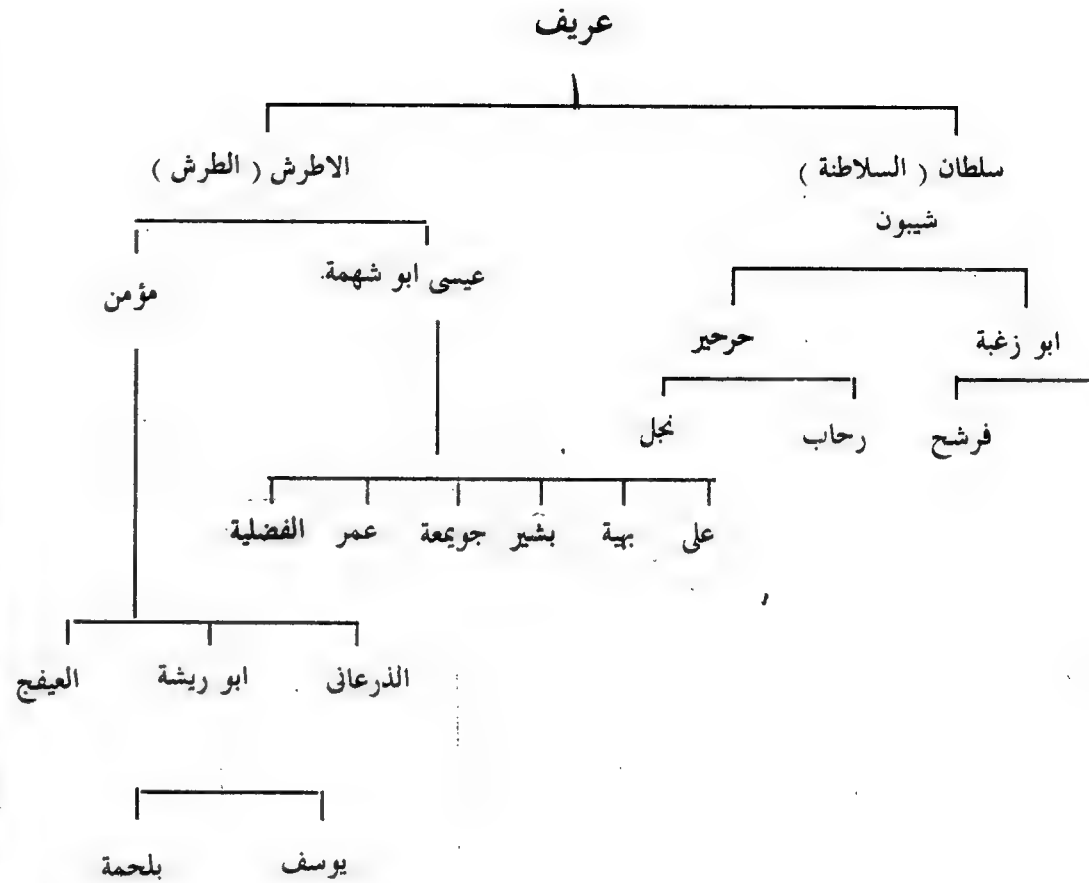 عريف
سلطان ( السلاطنة ) الاطرش ( الطرش )
شيبون
عيسى ابو شهمة مؤمن
ابو زغبة حرحير
فرشح رحاب نجل
على بهية بشير جويمعة عمر الفضلية
الذرعانى ابو ريشة العيفج
يوسف بلحمة